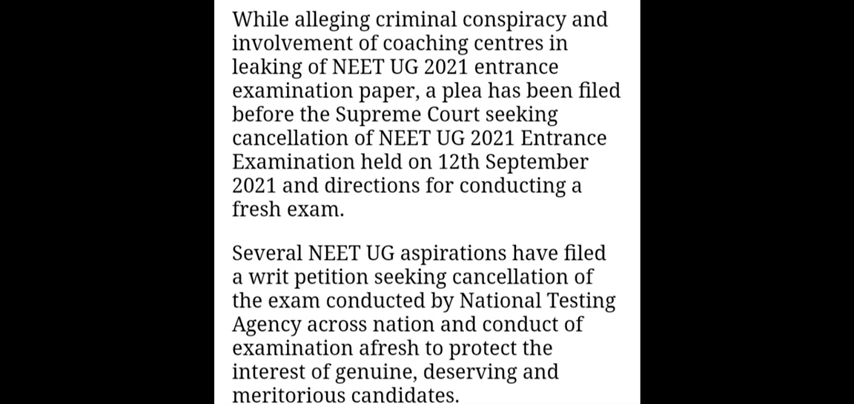 While alleging criminal conspiracy and
involvement of coaching centres in
leaking of NEET UG 2021 entrance
examination paper, a plea has been filed
before the Supreme Court seeking
cancellation of NEET UG 2021 Entrance
Examination held on 12th September
2021 and directions for conducting a
fresh exam.
Several NEET UG aspirations have filed
a writ petition seeking cancellation of
the exam conducted by National Testing
Agency across nation and conduct of
examination afresh to protect the
interest of genuine, deserving and
meritorious candidates.